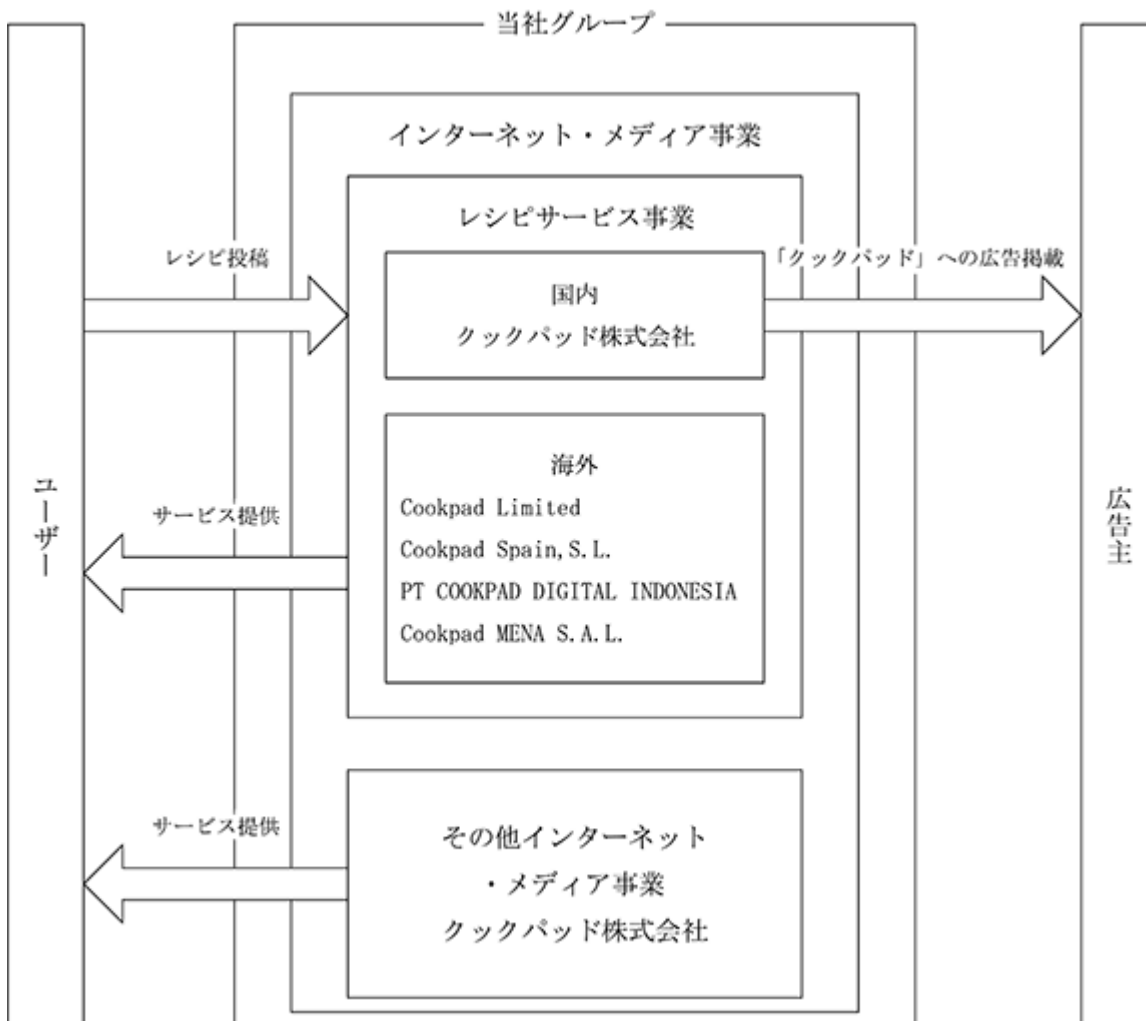 当社グループ
インターネット・メディア事業
レシピサービス事業
レシピ投稿
「クックパッド」への広告掲載
国内
クックパッド株式会社
海外
Cookpad Limited
Cookpad Spain,S.L.
PT COOKPAD DIGITAL INDONESIA
Cookpad MENA S.A.L.
ユーザー
サービス提供
広告主
サービス提供
その他インターネット
・メディア事業
クックパッド株式会社